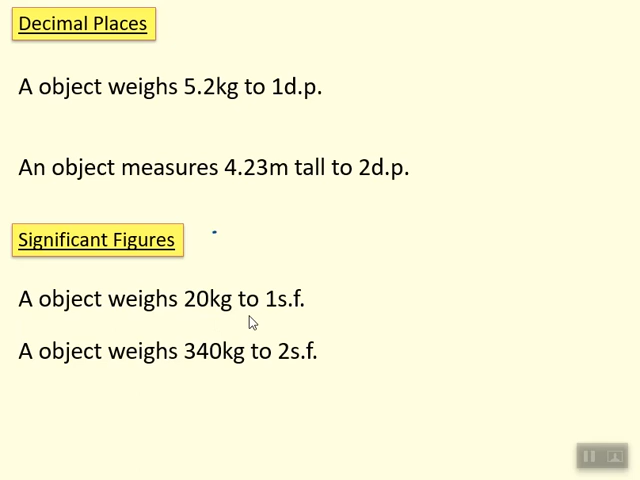 Decimal Places
A object weighs 5.2kg to 1d.p.
An object measures 4.23m tall to 2d.p.
Significant Figures
A object weighs 20kg to 1s.f.
A object weighs 340kg to 2s.f.